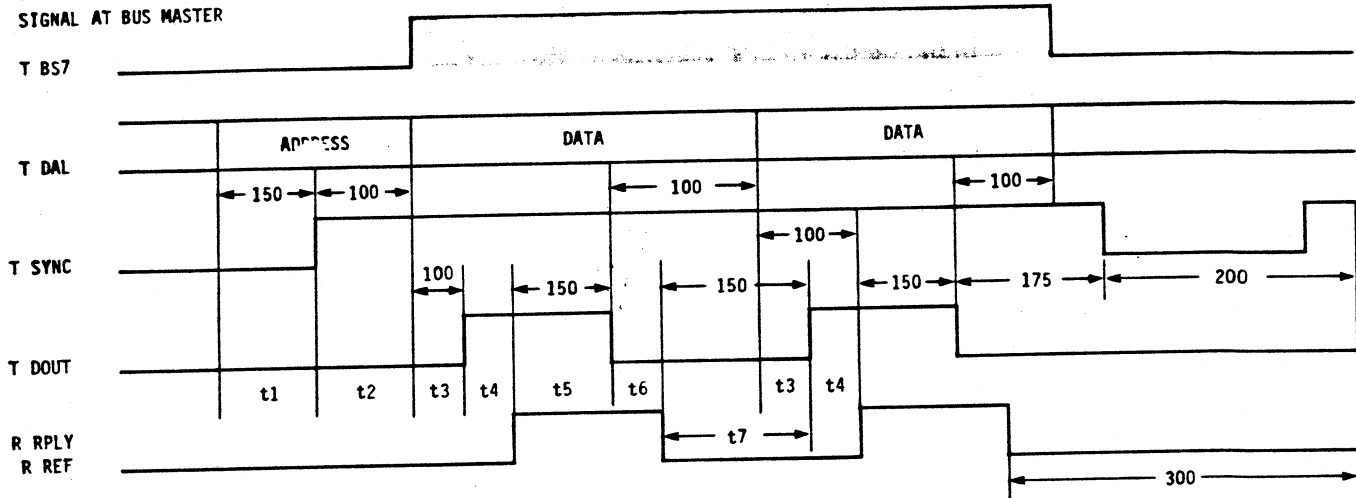 SIGNAL AT BUS MASTER
T BS7
ADDRESS DATA DATA
T DAL
150 100 100 100
100
T SYNC
100 150 150 150 175 200
T DOUT
t1 t2 t3 t4 t5 t6 t3 t4
R RPLY
t7
R REF
300